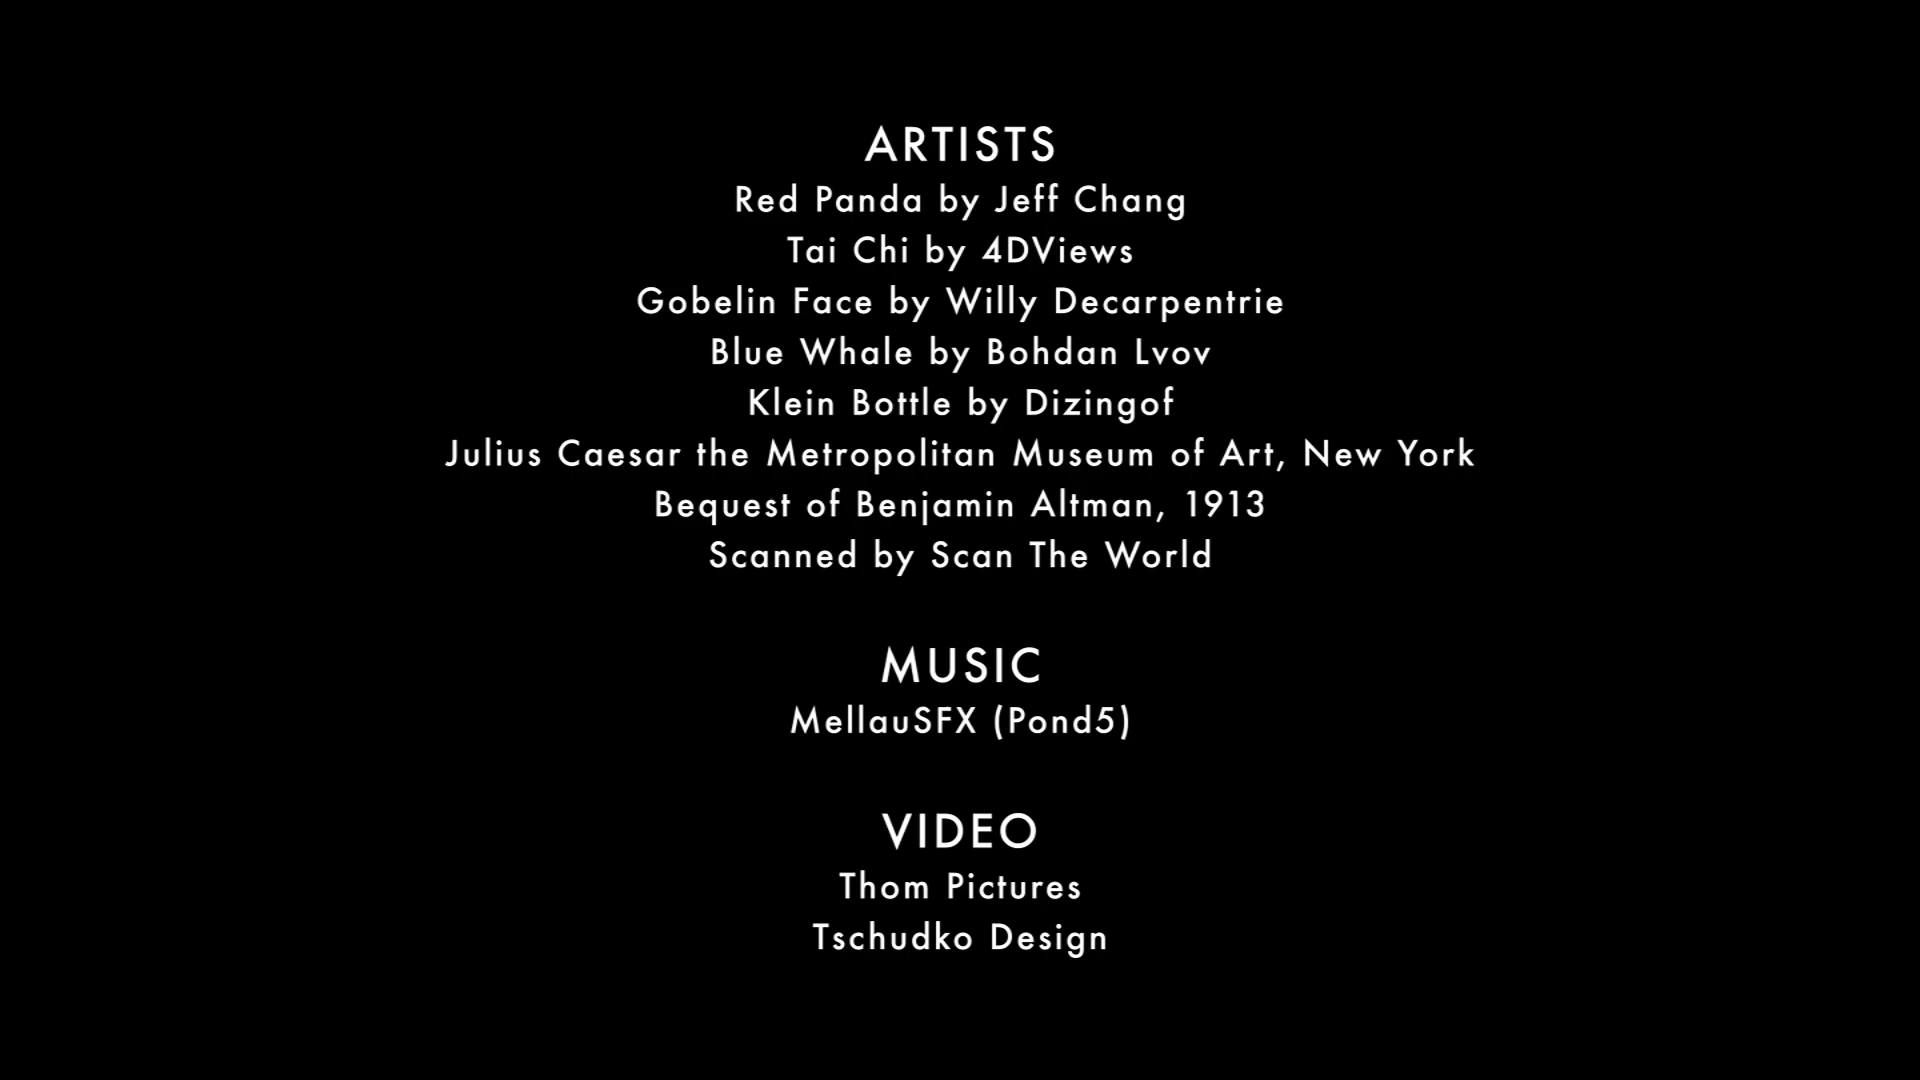 ARTISTS
Red Panda by Jeff Chang
Tai Chi by 4DViews
Gobelin Face by Willy Decarpentrie
Blue Whale by Bohdan Lvov
Klein Bottle by Dizingof
Julius Caesar the Metropolitan Museum of Art, New York
Bequest of Benjamin Altman, 1913
Scanned by Scan The World
MUSIC
MellauSFX (Pond5)
VIDEO
Thom Pictures
Tschudko Design